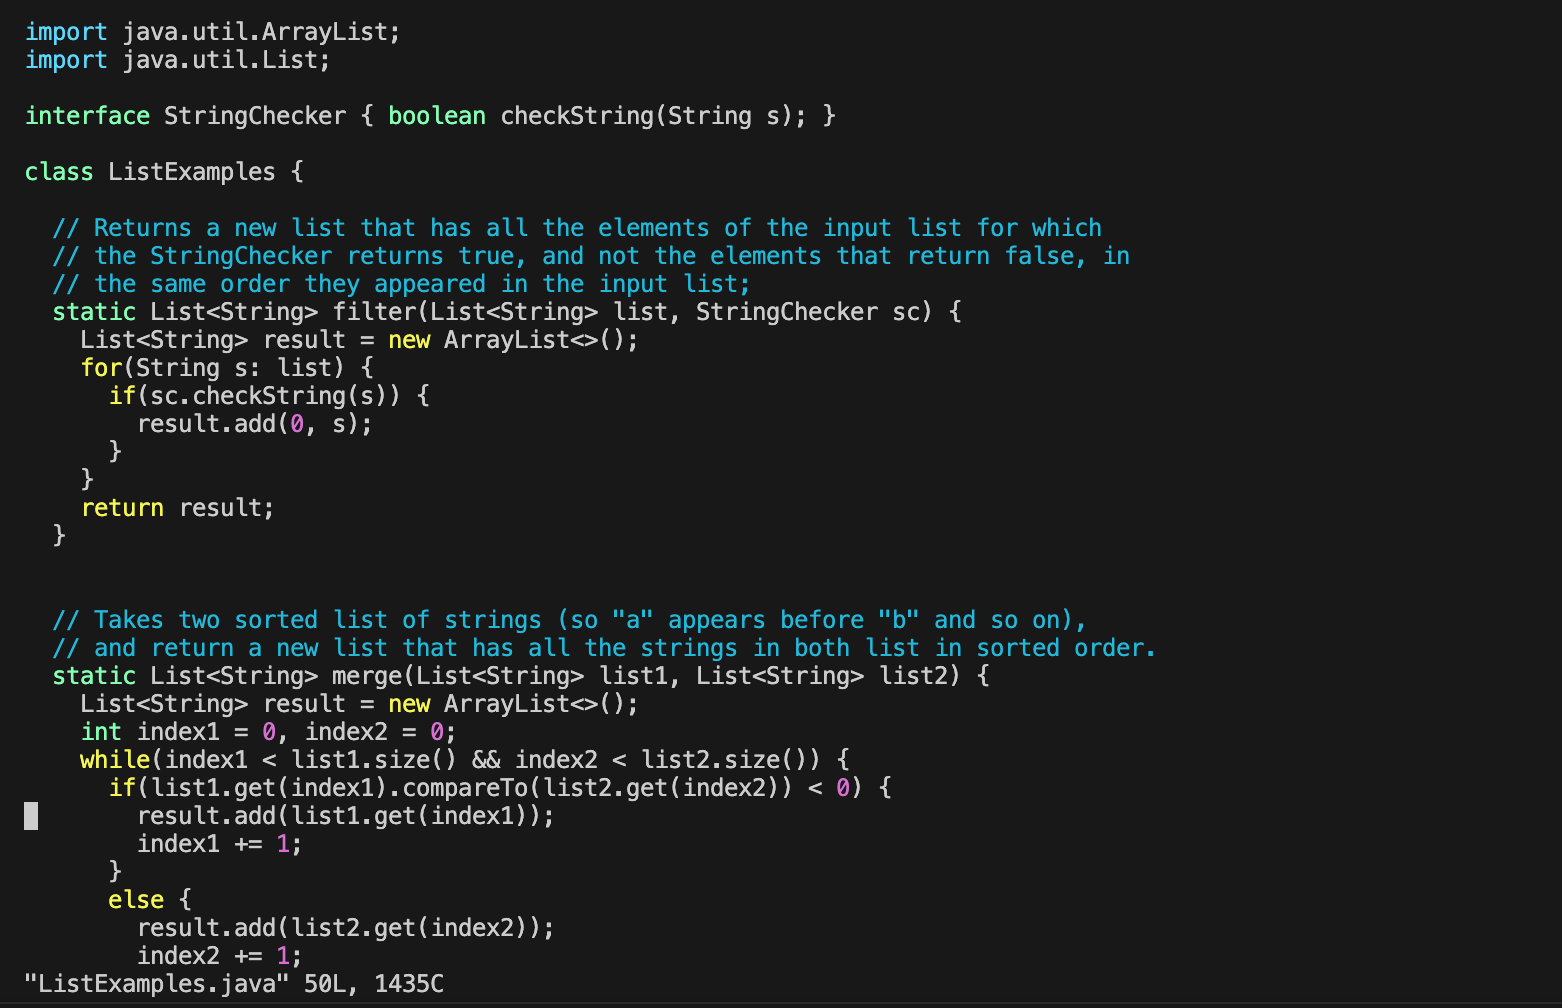 import java.util.ArrayList;
import java.util.List;

interface StringChecker { boolean checkString(String s); }

class ListExamples {

  // Returns a new list that has all the elements of the input list for which
  // the StringChecker returns true, and not the elements that return false, in
  // the same order they appeared in the input list;
  static List<String> filter(List<String> list, StringChecker sc) {
    List<String> result = new ArrayList<>();
    for(String s: list) {
      if(sc.checkString(s)) {
        result.add(0, s);
      }
    }
    return result;
  }


  // Takes two sorted list of strings (so "a" appears before "b" and so on),
  // and return a new list that has all the strings in both list in sorted order.
  static List<String> merge(List<String> list1, List<String> list2) {
    List<String> result = new ArrayList<>();
    int index1 = 0, index2 = 0;
    while(index1 < list1.size() && index2 < list2.size()) {
      if(list1.get(index1).compareTo(list2.get(index2)) < 0) {
        result.add(list1.get(index1));
        index1 += 1;
      }
      else {
        result.add(list2.get(index2));
        index2 += 1;
"ListExamples.java" 50L, 1435C